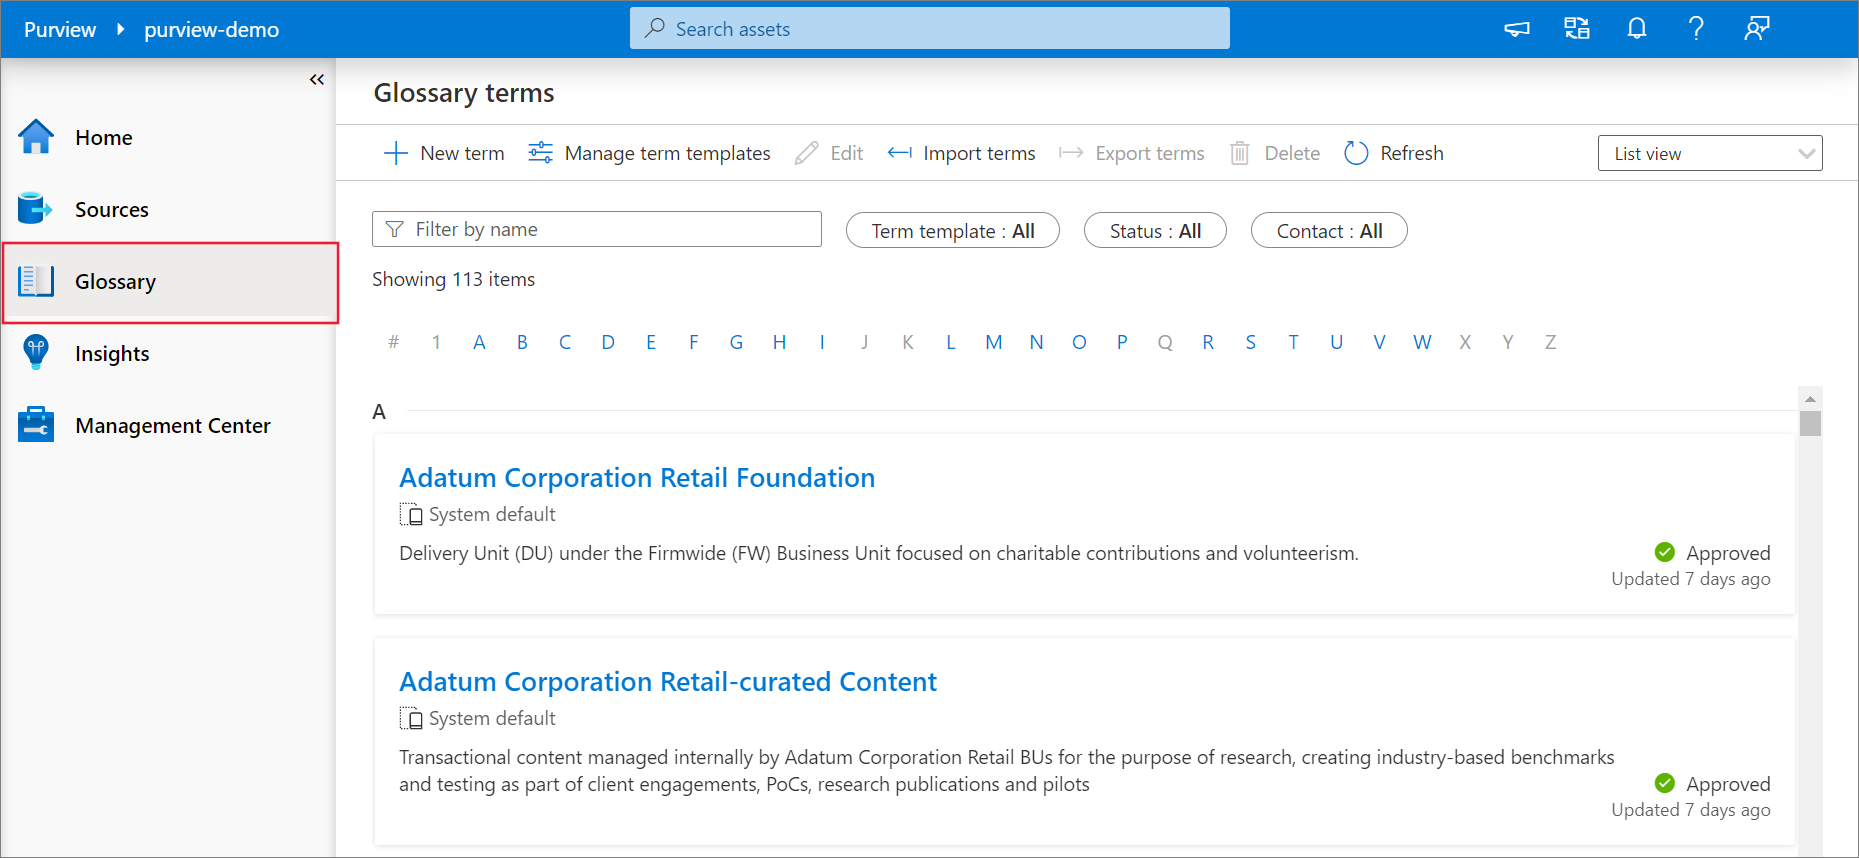 Purview purview-demo
Search assets
Home
Sources
Glossary
Insights
Management Center
Glossary terms
New term Manage term templates Edit Import terms Export terms Delete Refresh
List view
Filter by name
Term template : All Status : All Contact : All
Showing 113 items
# 1 A B C D E F G H I J K L M N O P Q R S T U V W X Y Z
A
Adatum Corporation Retail Foundation
System default
Delivery Unit (DU) under the Firmwide (FW) Business Unit focused on charitable contributions and volunteerism.
Approved
Updated 7 days ago
Adatum Corporation Retail-curated Content
System default
Transactional content managed internally by Adatum Corporation Retail BUs for the purpose of research, creating industry-based benchmarks
and testing as part of client engagements, PoCs, research publications and pilots
Approved
Updated 7 days ago